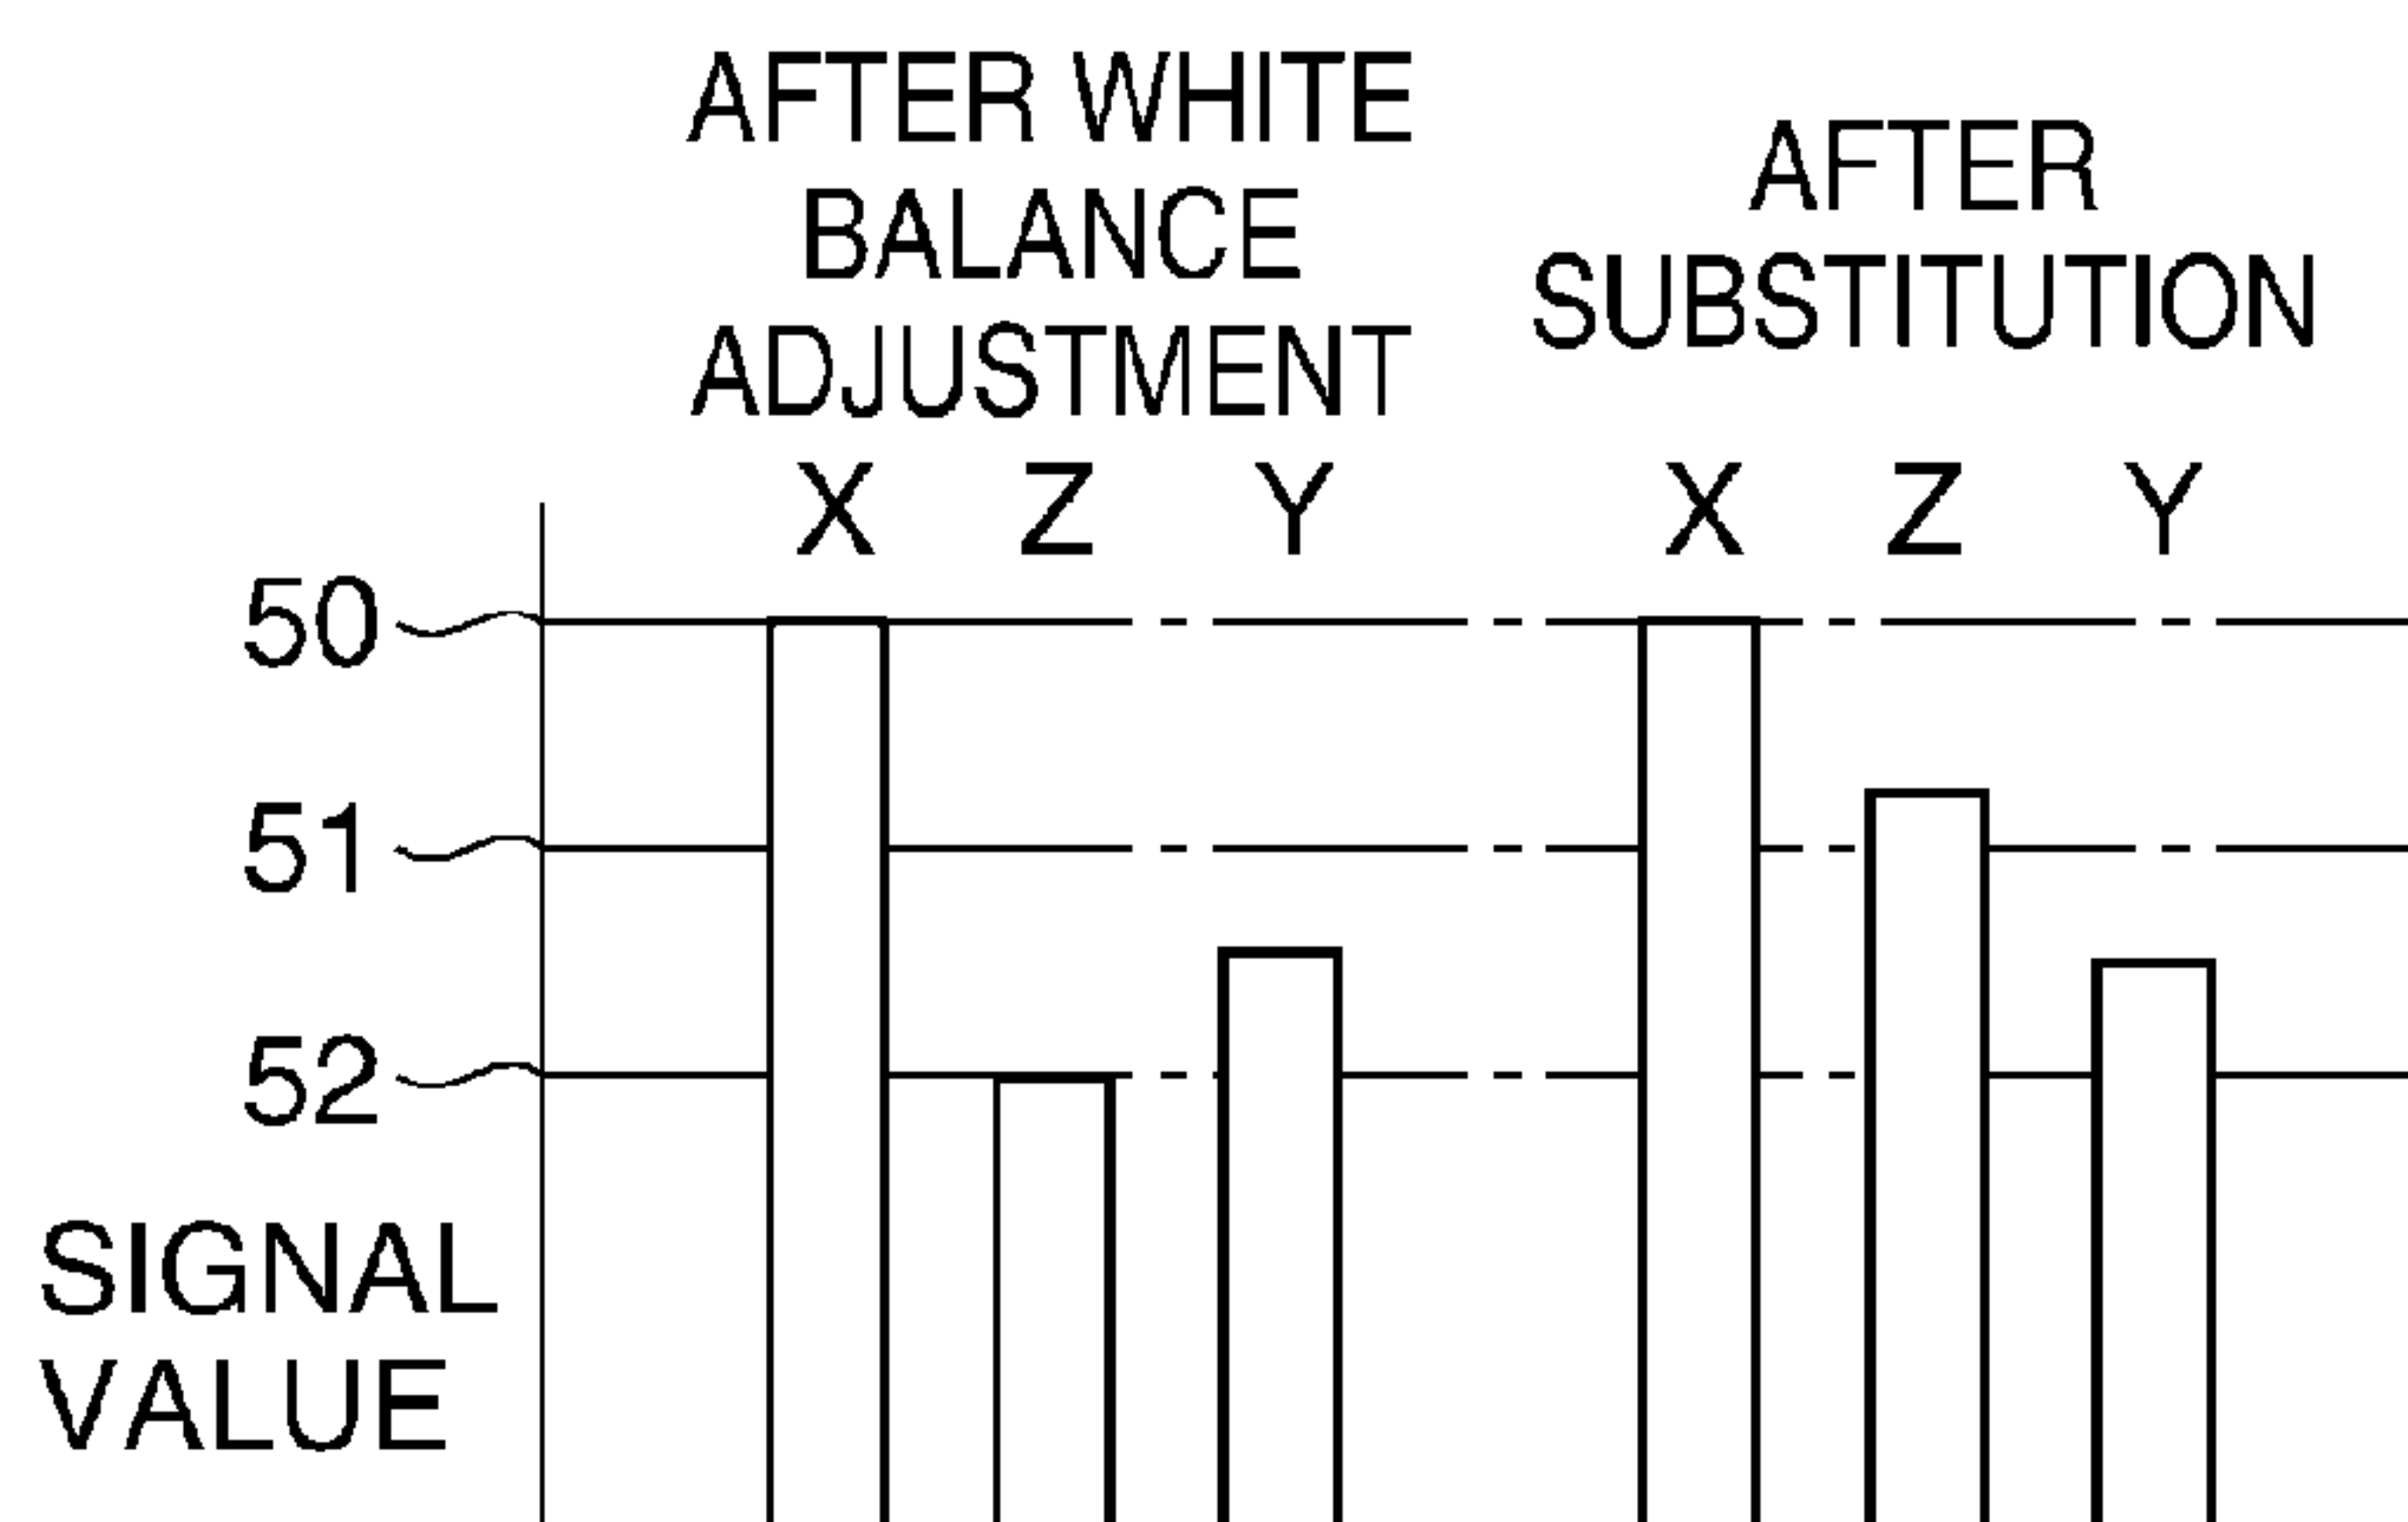 AFTER WHITE
BALANCE
ADJUSTMENT
AFTER
SUBSTITUTION
X Z Y X Z Y
50
51
52
SIGNAL
VALUE